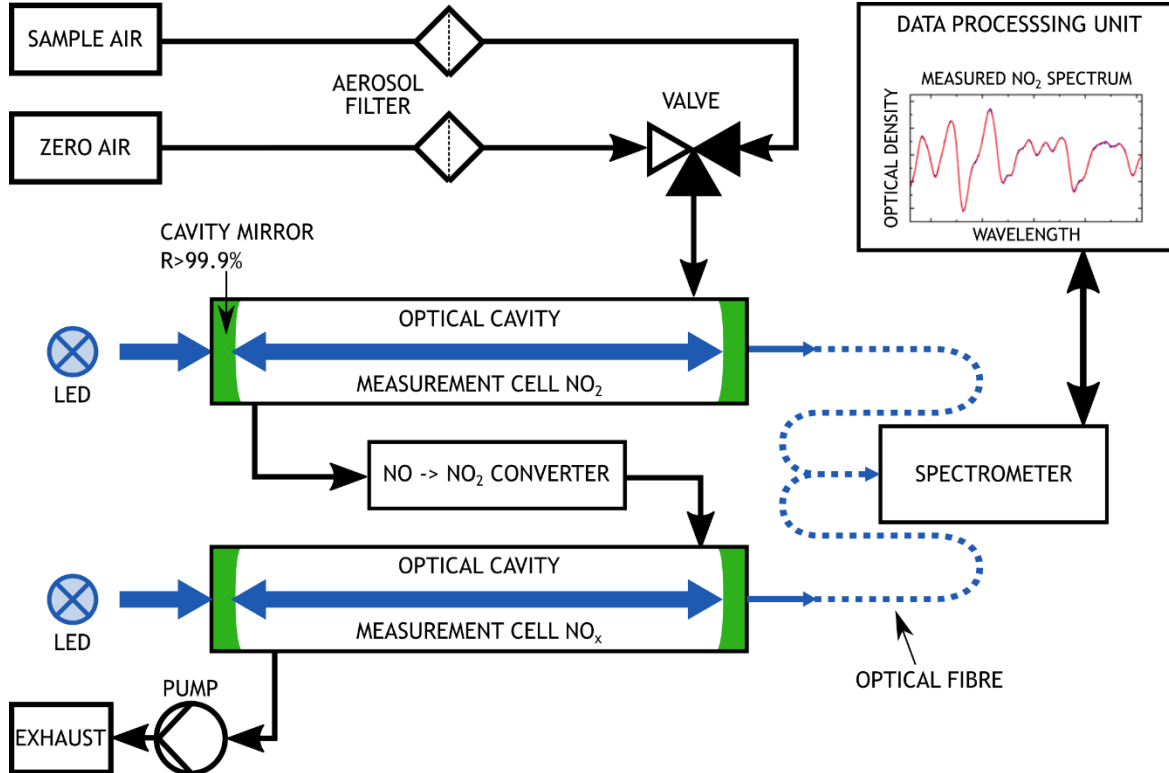 SAMPLE AIR
AEROSOL
FILTER
ZERO AIR
VALVE
DATA PROCESSSING UNIT
MEASURED NO₂ SPECTRUM
OPTICAL DENSITY
WAVELENGTH
CAVITY MIRROR
R>99.9%
OPTICAL CAVITY
MEASUREMENT CELL NO₂
LED
NO -> NO₂ CONVERTER
SPECTROMETER
OPTICAL CAVITY
MEASUREMENT CELL NOₓ
LED
OPTICAL FIBRE
PUMP
EXHAUST